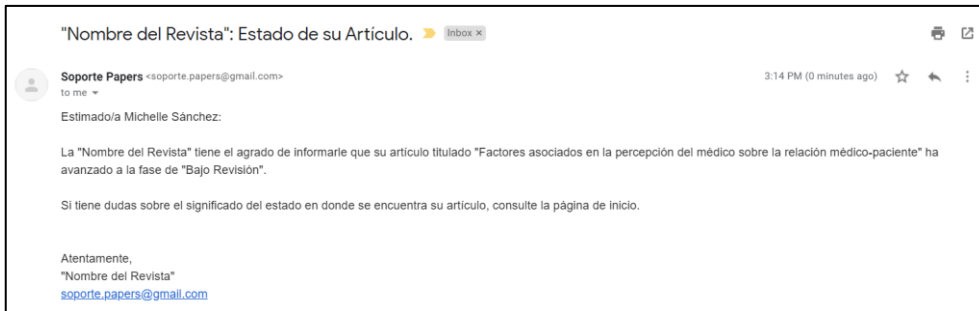 "Nombre del Revista": Estado de su Artículo. Inbox ×
Soporte Papers <soporte.papers@gmail.com> 3:14 PM (0 minutes ago)
to me
Estimado/a Michelle Sánchez:
La "Nombre del Revista" tiene el agrado de informarle que su artículo titulado "Factores asociados en la percepción del médico sobre la relación médico-paciente" ha
avanzado a la fase de "Bajo Revisión".
Si tiene dudas sobre el significado del estado en donde se encuentra su artículo, consulte la página de inicio.
Atentamente,
"Nombre del Revista"
soporte.papers@gmail.com